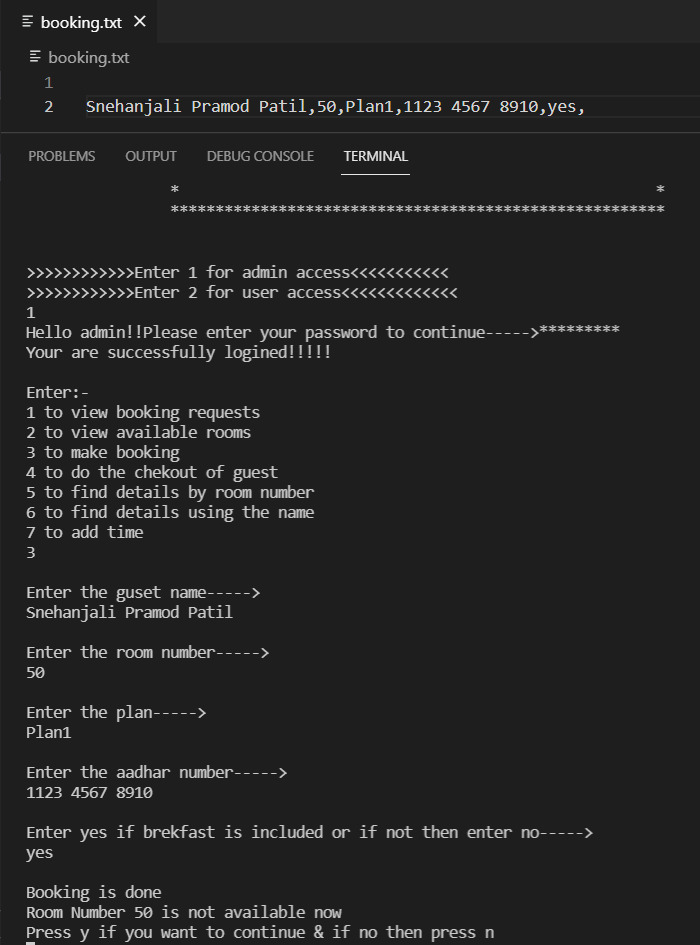 booking.txt
booking.txt
1
2 Snehanjali Pramod Patil,50,Plan1,1123 4567 8910,yes,
PROBLEMS OUTPUT DEBUG CONSOLE TERMINAL
* *
*******************************************************
>>>>>>>>>>>>Enter 1 for admin access<<<<<<<<<<<
>>>>>>>>>>>>Enter 2 for user access<<<<<<<<<<<<<
1
Hello admin!!Please enter your password to continue----->*********
Your are successfully logined!!!!!
Enter:-
1 to view booking requests
2 to view available rooms
3 to make booking
4 to do the chekout of guest
5 to find details by room number
6 to find details using the name
7 to add time
3
Enter the guset name----->
Snehanjali Pramod Patil
Enter the room number----->
50
Enter the plan----->
Plan1
Enter the aadhar number----->
1123 4567 8910
Enter yes if brekfast is included or if not then enter no----->
yes
Booking is done
Room Number 50 is not available now
Press y if you want to continue & if no then press n